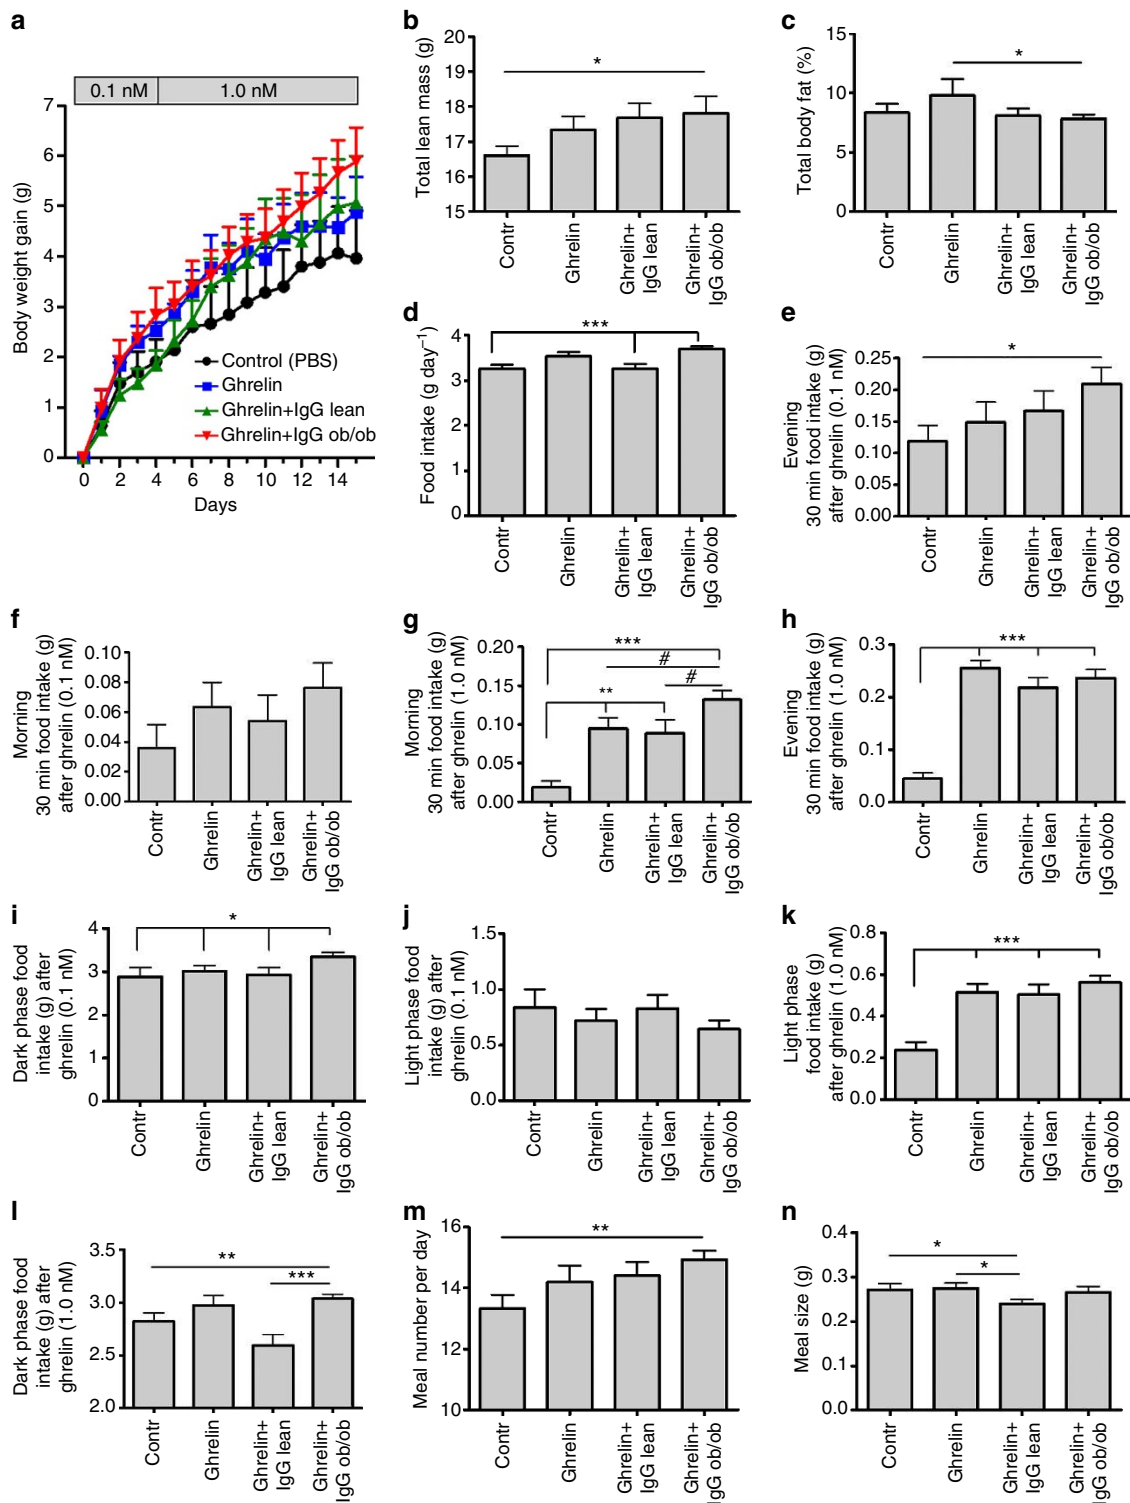 a
0.1 nM 1.0 nM
Body weight gain (g)
7
6
5
4
3
2
1
0
0 2 4 6 8 10 12 14
Days
Control (PBS)
Ghrelin
Ghrelin+IgG lean
Ghrelin+IgG ob/ob
b
Total lean mass (g)
20
19
18
17
16
15
*
Contr
Ghrelin
Ghrelin+
IgG lean
Ghrelin+
IgG ob/ob
c
Total body fat (%)
15
10
5
0
*
Contr
Ghrelin
Ghrelin+
IgG lean
Ghrelin+
IgG ob/ob
d
Food intake (g day–1)
4
3
2
1
0
***
Contr
Ghrelin
Ghrelin+
IgG lean
Ghrelin+
IgG ob/ob
e
Evening
30 min food intake (g)
after ghrelin (0.1 nM)
0.25
0.20
0.15
0.10
0.05
0.00
*
Contr
Ghrelin
Ghrelin+
IgG lean
Ghrelin+
IgG ob/ob
f
Morning
30 min food intake (g)
after ghrelin (0.1 nM)
0.10
0.08
0.06
0.04
0.02
0.00
Contr
Ghrelin
Ghrelin+
IgG lean
Ghrelin+
IgG ob/ob
g
Morning
30 min food intake (g)
after ghrelin (1.0 nM)
0.20
0.15
0.10
0.05
0.00
***
#
#
**
Contr
Ghrelin
Ghrelin+
IgG lean
Ghrelin+
IgG ob/ob
h
Evening
30 min food intake (g)
after ghrelin (1.0 nM)
0.3
0.2
0.1
0.0
***
Contr
Ghrelin
Ghrelin+
IgG lean
Ghrelin+
IgG ob/ob
i
Dark phase food
intake (g) after
ghrelin (0.1 nM)
4
3
2
1
0
*
Contr
Ghrelin
Ghrelin+
IgG lean
Ghrelin+
IgG ob/ob
j
Light phase food
intake (g) after
ghrelin (0.1 nM)
1.5
1.0
0.5
0.0
Contr
Ghrelin
Ghrelin+
IgG lean
Ghrelin+
IgG ob/ob
k
Light phase
food intake (g)
after ghrelin (1.0 nM)
0.8
0.6
0.4
0.2
0.0
***
Contr
Ghrelin
Ghrelin+
IgG lean
Ghrelin+
IgG ob/ob
l
Dark phase food
intake (g) after
ghrelin (1.0 nM)
3.5
3.0
2.5
2.0
**
***
Contr
Ghrelin
Ghrelin+
IgG lean
Ghrelin+
IgG ob/ob
m
Meal number per day
16
14
12
10
**
Contr
Ghrelin
Ghrelin+
IgG lean
Ghrelin+
IgG ob/ob
n
Meal size (g)
0.4
0.3
0.2
0.1
0.0
*
*
Contr
Ghrelin
Ghrelin+
IgG lean
Ghrelin+
IgG ob/ob